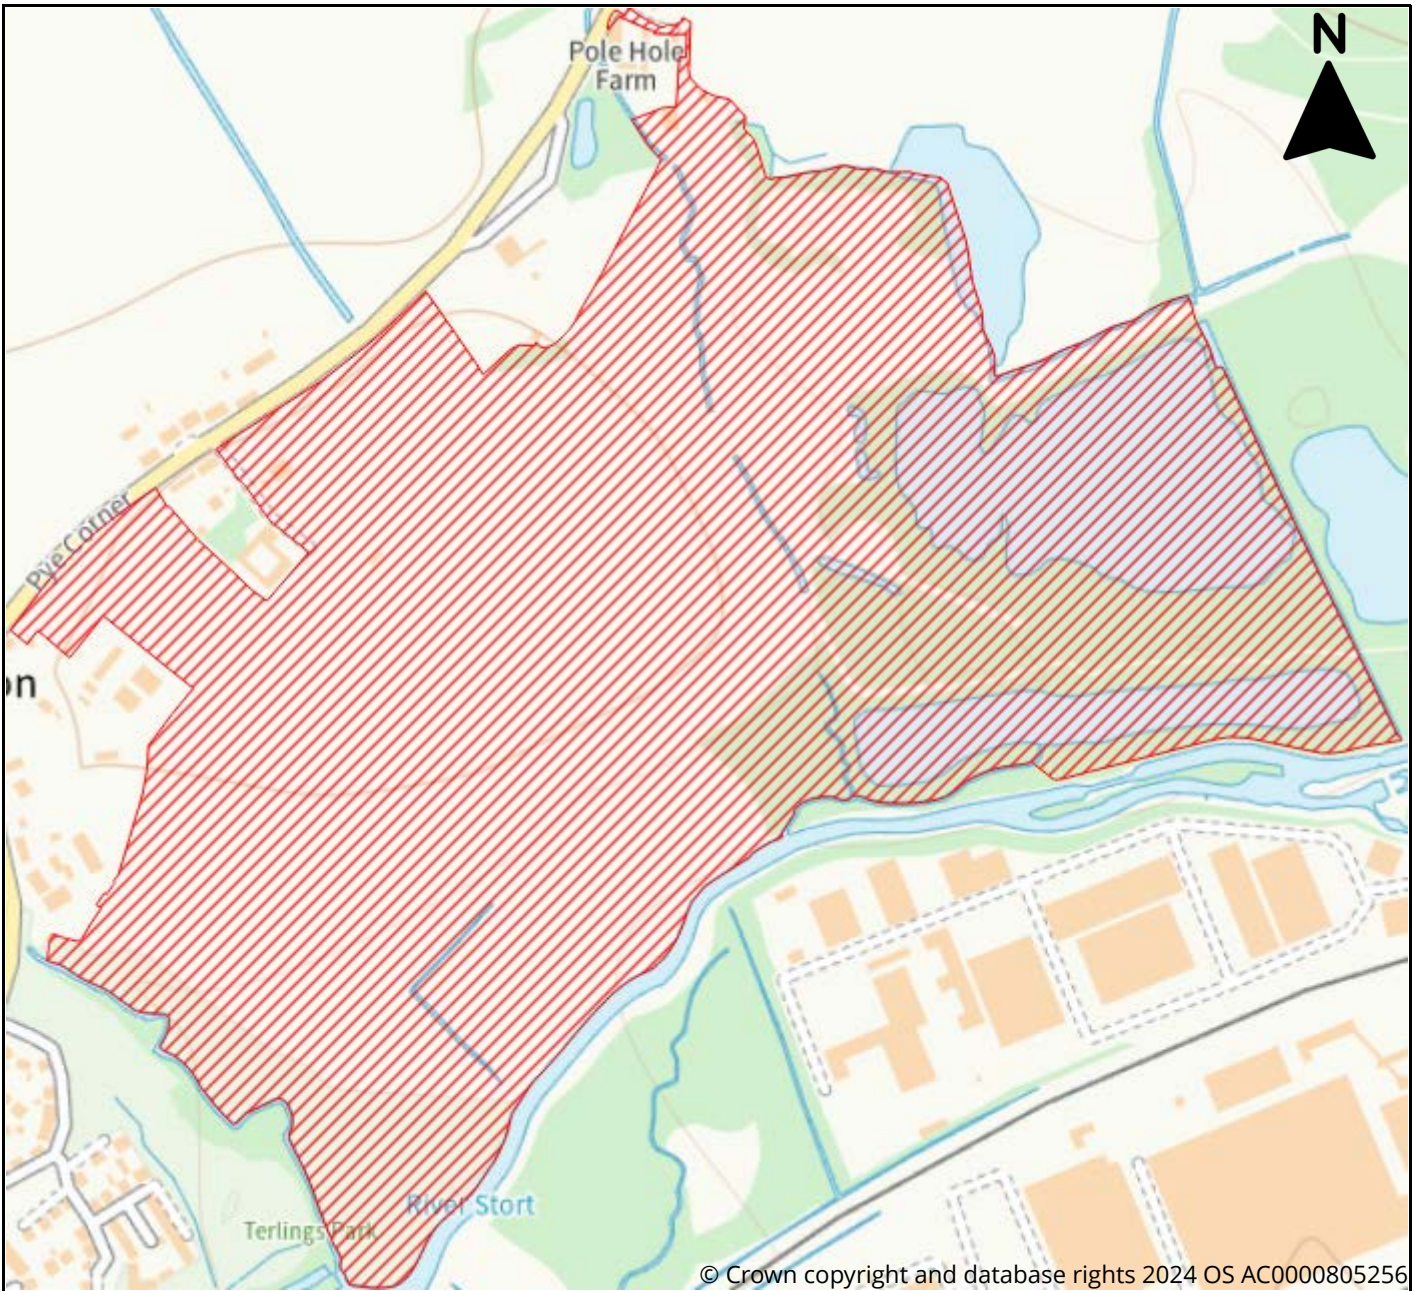 N
Pole Hole
Farm
Pye Corner
on
River Stort
Terlings Park
© Crown copyright and database rights 2024 OS AC0000805256